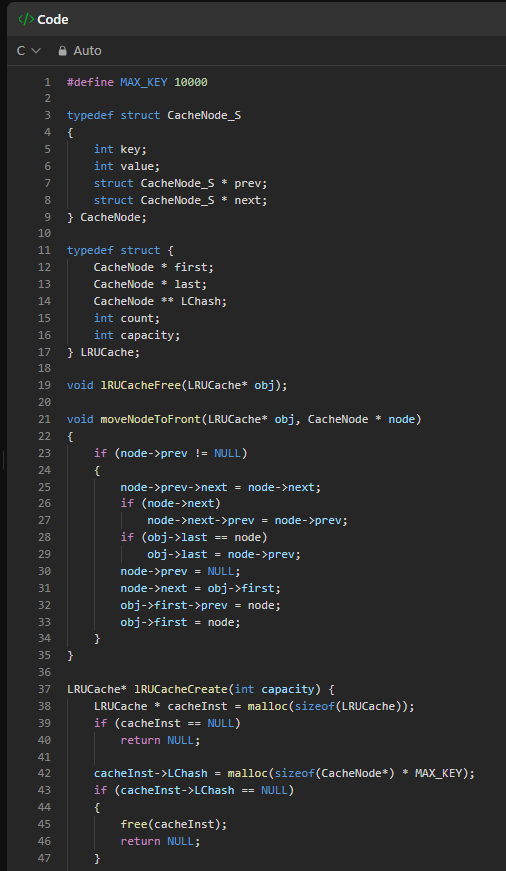 </> Code
C Auto
1 #define MAX_KEY 10000
2
3 typedef struct CacheNode_S
4 {
5     int key;
6     int value;
7     struct CacheNode_S * prev;
8     struct CacheNode_S * next;
9 } CacheNode;
10
11 typedef struct {
12     CacheNode * first;
13     CacheNode * last;
14     CacheNode ** LChash;
15     int count;
16     int capacity;
17 } LRUCache;
18
19 void lRUCacheFree(LRUCache* obj);
20
21 void moveNodeToFront(LRUCache* obj, CacheNode * node)
22 {
23     if (node->prev != NULL)
24     {
25         node->prev->next = node->next;
26         if (node->next)
27             node->next->prev = node->prev;
28         if (obj->last == node)
29             obj->last = node->prev;
30         node->prev = NULL;
31         node->next = obj->first;
32         obj->first->prev = node;
33         obj->first = node;
34     }
35 }
36
37 LRUCache* lRUCacheCreate(int capacity) {
38     LRUCache * cacheInst = malloc(sizeof(LRUCache));
39     if (cacheInst == NULL)
40         return NULL;
41
42     cacheInst->LChash = malloc(sizeof(CacheNode*) * MAX_KEY);
43     if (cacheInst->LChash == NULL)
44     {
45         free(cacheInst);
46         return NULL;
47     }